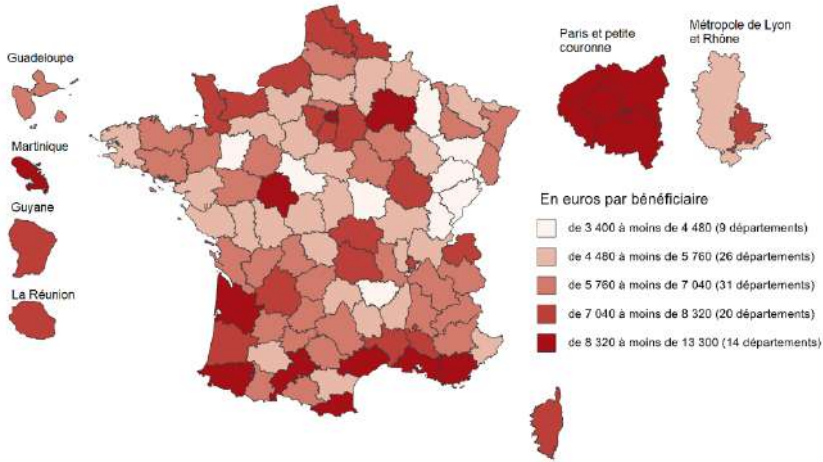 Guadeloupe
Martinique
Guyane
La Réunion
Paris et petite
couronne
Métropole de Lyon
et Rhône
En euros par bénéficiaire
de 3 400 à moins de 4 480 (9 départements)
de 4 480 à moins de 5 760 (26 départements)
de 5 760 à moins de 7 040 (31 départements)
de 7 040 à moins de 8 320 (20 départements)
de 8 320 à moins de 13 300 (14 départements)